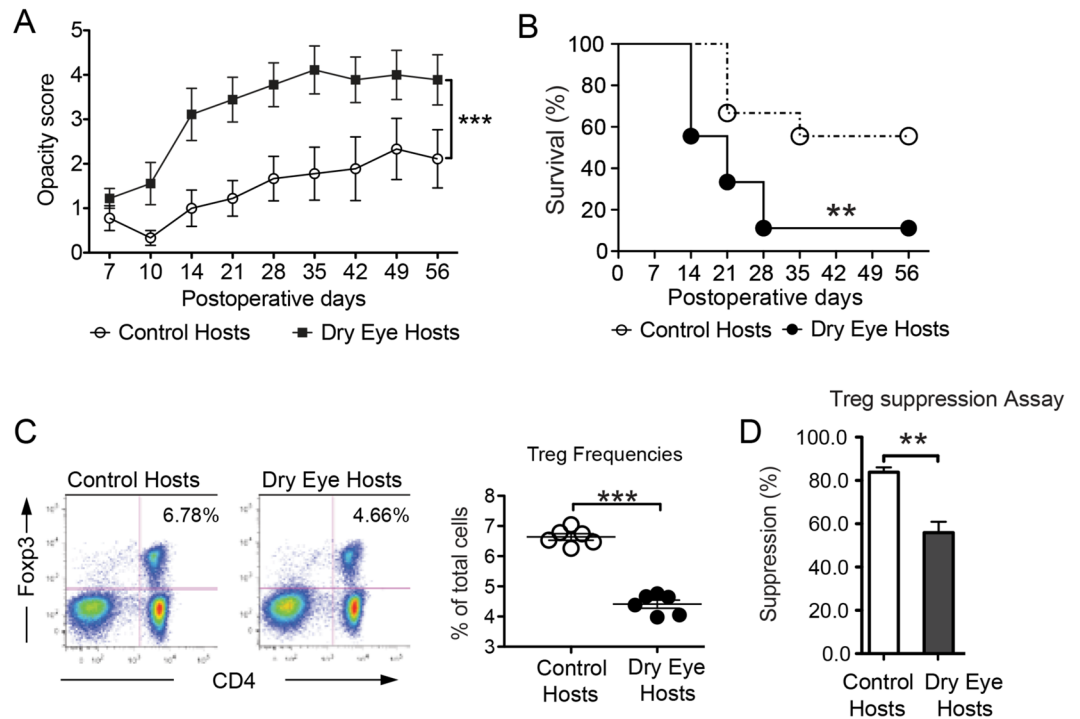 A
5
4
3
2
1
0
Opacity score
***
7 10 14 21 28 35 42 49 56
Postoperative days
Control Hosts Dry Eye Hosts
B
100
80
60
40
20
0
Survival (%)
**
0 7 14 21 28 35 42 49 56
Postoperative days
Control Hosts Dry Eye Hosts
C
Control Hosts Dry Eye Hosts
6.78% 4.66%
Foxp3
CD4
Treg Frequencies
8
7
6
5
4
3
% of total cells
***
Control Hosts
Dry Eye Hosts
Treg suppression Assay
D
100.0
80.0
60.0
40.0
20.0
0.0
Suppression (%)
**
Control Hosts
Dry Eye Hosts